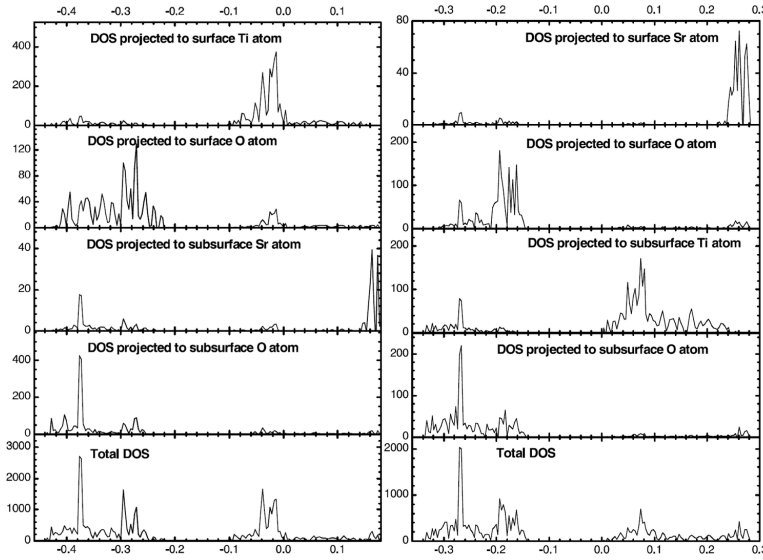 -0.4 -0.3 -0.2 -0.1 0.0 0.1
DOS projected to surface Ti atom
400
200
0
DOS projected to surface O atom
120
80
40
0
DOS projected to subsurface Sr atom
40
20
0
DOS projected to subsurface O atom
400
200
0
Total DOS
3000
2000
1000
0
-0.4 -0.3 -0.2 -0.1 0.0 0.1
-0.3 -0.2 -0.1 0.0 0.1 0.2 0.3
80
DOS projected to surface Sr atom
40
0
200
DOS projected to surface O atom
100
0
200
DOS projected to subsurface Ti atom
100
0
DOS projected to subsurface O atom
200
100
0
Total DOS
2000
1000
0
-0.3 -0.2 -0.1 0.0 0.1 0.2 0.3